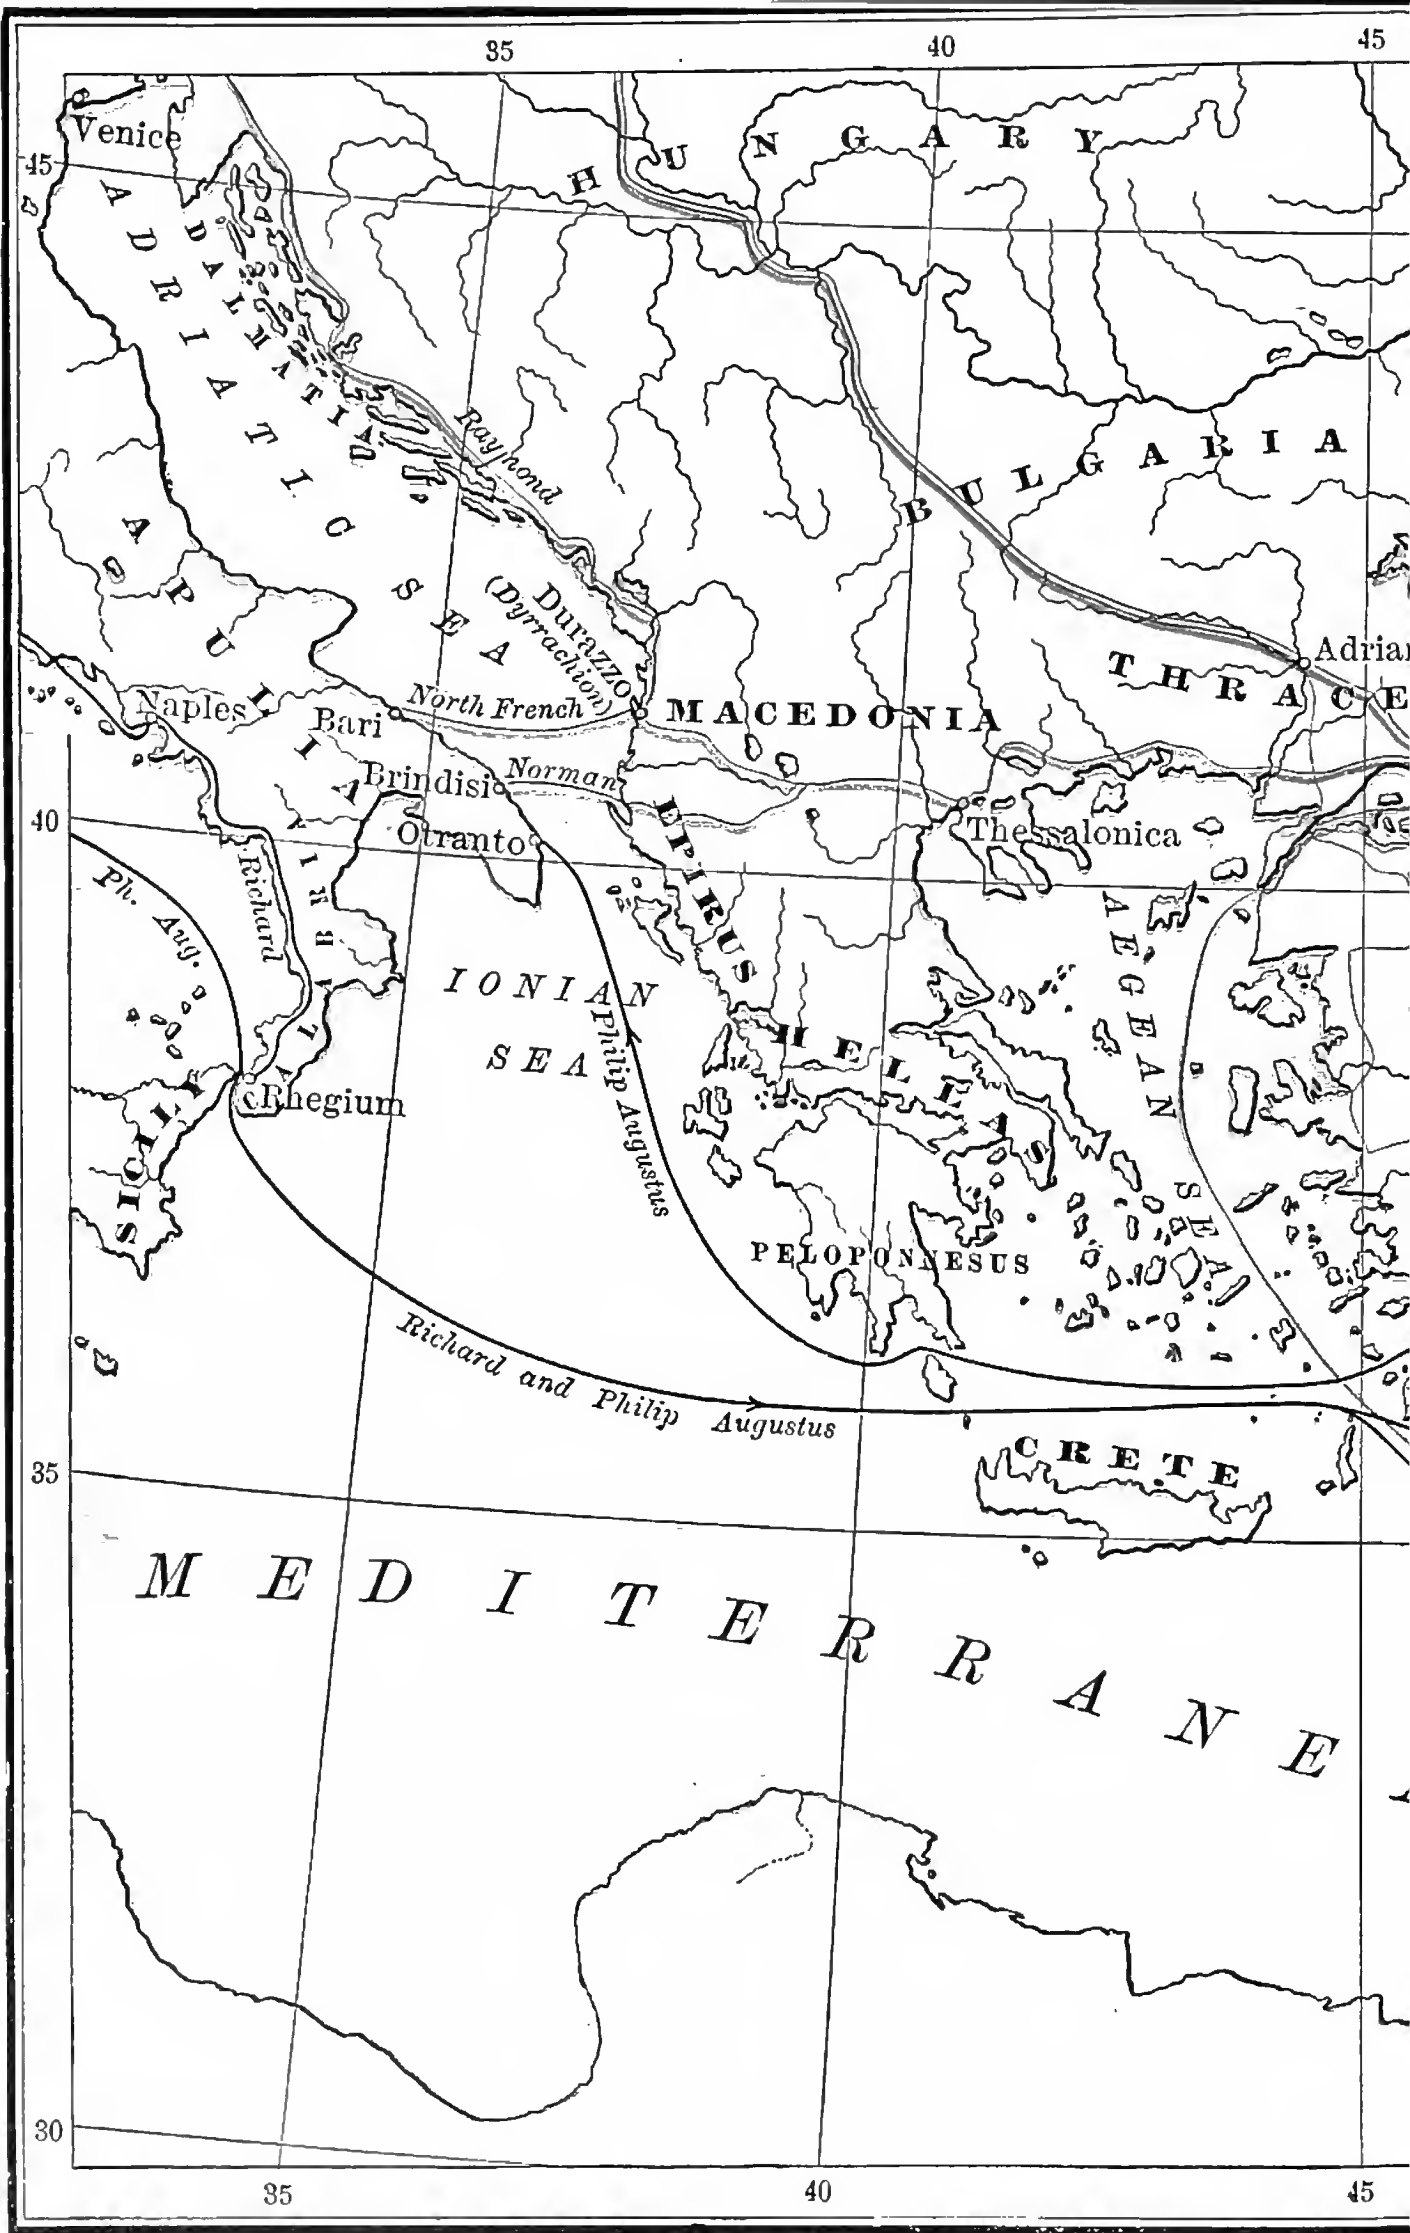 35 40 45
HUNGARY
Venice
45
ADRIATIC SEA
DALMATIA
Raymond
BULGARIA
APULIA
Durazzo
(Dyrrachion)
THRACE
Naples
Bari
North French
MACEDONIA
Brindisi
Norman
EPIRUS
40
Otranto
Thessalonica
Ph. Aug.
Richard
CALABRIA
AEGEAN SEA
IONIAN
SEA
Philip Augustus
HELLAS
SICILY
Rhegium
PELOPONNESUS
Richard and Philip Augustus
CRETE
35
MEDITERRANE
30
35 40 45